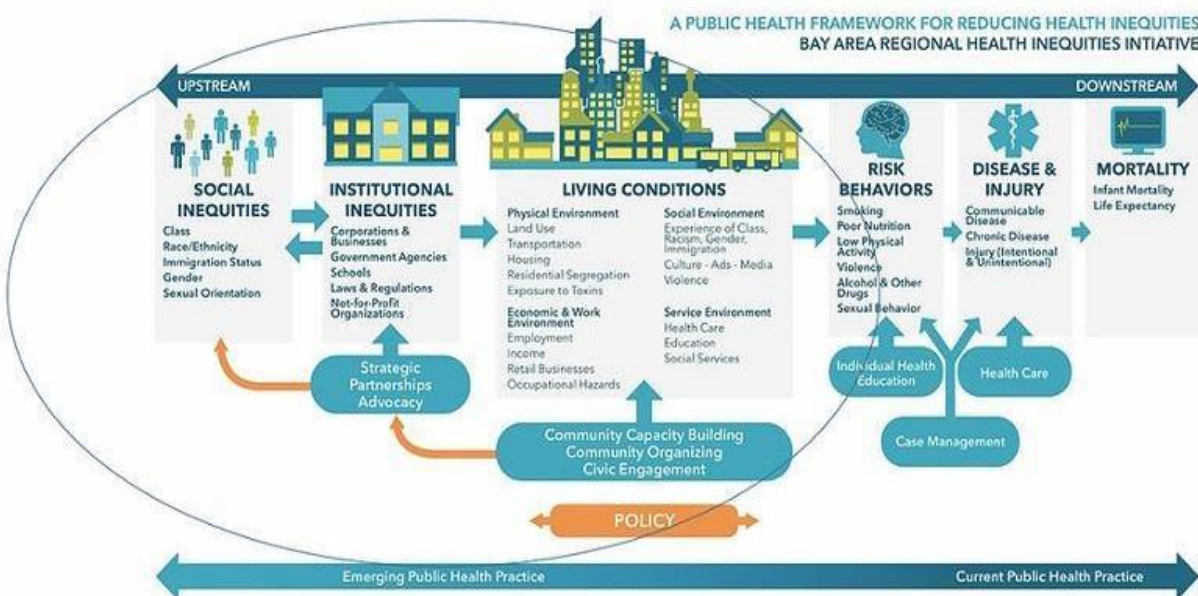 A PUBLIC HEALTH FRAMEWORK FOR REDUCING HEALTH INEQUITIES
BAY AREA REGIONAL HEALTH INEQUITIES INTIATIVE
UPSTREAM
DOWNSTREAM
SOCIAL
INEQUITIES
Class
Race/Ethnicity
Immigration Status
Gender
Sexual Orientation
INSTITUTIONAL
INEQUITIES
Corporations &
Businesses
Government Agencies
Schools
Laws & Regulations
Not-for-Profit
Organizations
LIVING CONDITIONS
Physical Environment
Land Use
Transportation
Housing
Residential Segregation
Exposure to Toxins
Economic & Work
Environment
Employment
Income
Retail Businesses
Occupational Hazards
Social Environment
Experience of Class,
Racism, Gender,
Immigration
Culture - Ads - Media
Violence
Service Environment
Health Care
Education
Social Services
RISK
BEHAVIORS
Smoking
Poor Nutrition
Low Physical
Activity
Violence
Alcohol & Other
Drugs
Sexual Behavior
DISEASE &
INJURY
Communicable
Disease
Chronic Disease
Injury (Intentional
& Unintentional)
MORTALITY
Infant Mortality
Life Expectancy
Strategic
Partnerships
Advocacy
Community Capacity Building
Community Organizing
Civic Engagement
Individual Health
Education
Health Care
Case Management
POLICY
Emerging Public Health Practice
Current Public Health Practice